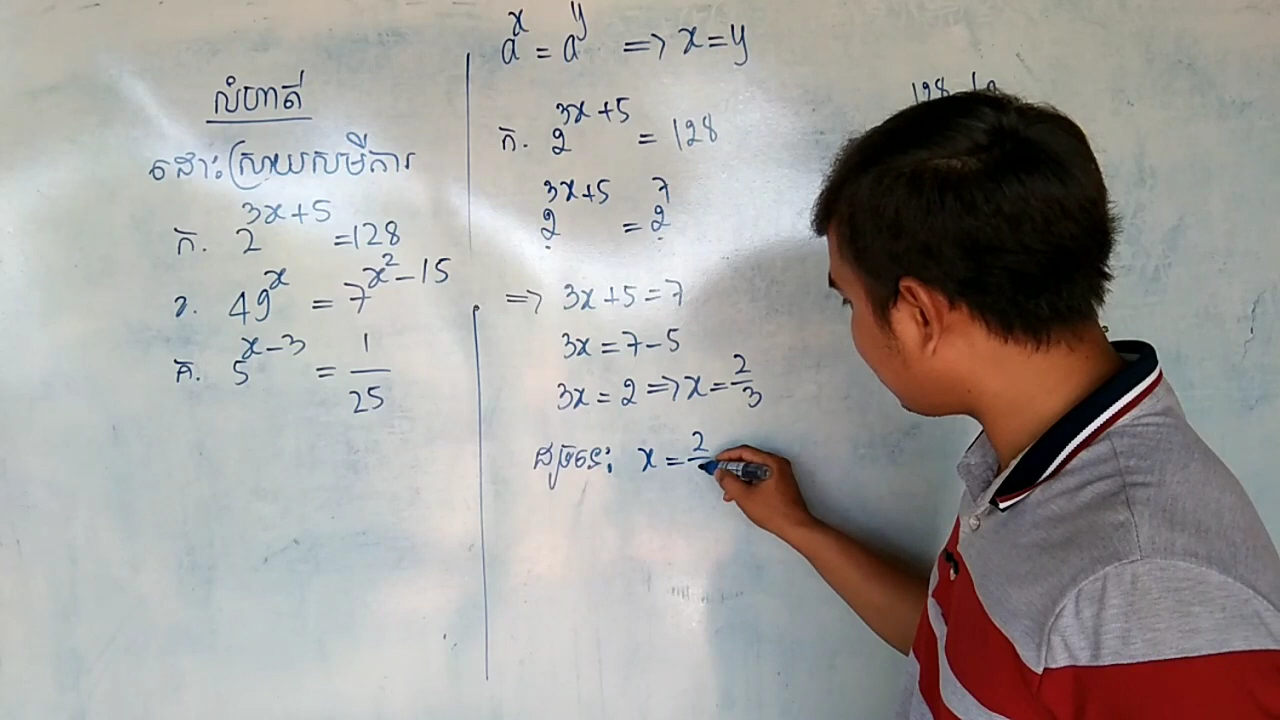 លំហាត់
ដោះស្រាយសមីការ
ក. 2^{3x+5} = 128
ខ. 49^x = 7^{x^2-15}
គ. 5^{x-3} = 1/25
a^x = a^y => x = y
ក. 2^{3x+5} = 128
2^{3x+5} = 2^7
=> 3x+5 = 7
3x = 7-5
3x = 2 => x = 2/3
ដូច្នេះ x = 2
128